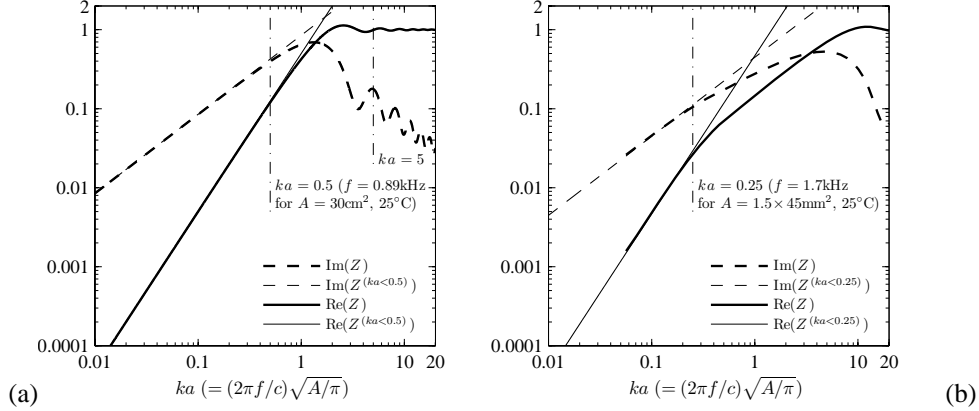 2
1
0.1
0.01
0.001
0.0001
0.01
0.1
1
10
20
ka = 5
ka = 0.5 (f = 0.89kHz
for A = 30cm², 25°C)
Im(Z)
Im(Z^(ka<0.5))
Re(Z)
Re(Z^(ka<0.5))
ka (= (2πf/c)√A/π)
(a)
2
1
0.1
0.01
0.001
0.0001
0.01
0.1
1
10
20
ka = 0.25 (f = 1.7kHz
for A = 1.5×45mm², 25°C)
Im(Z)
Im(Z^(ka<0.25))
Re(Z)
Re(Z^(ka<0.25))
ka (= (2πf/c)√A/π)
(b)